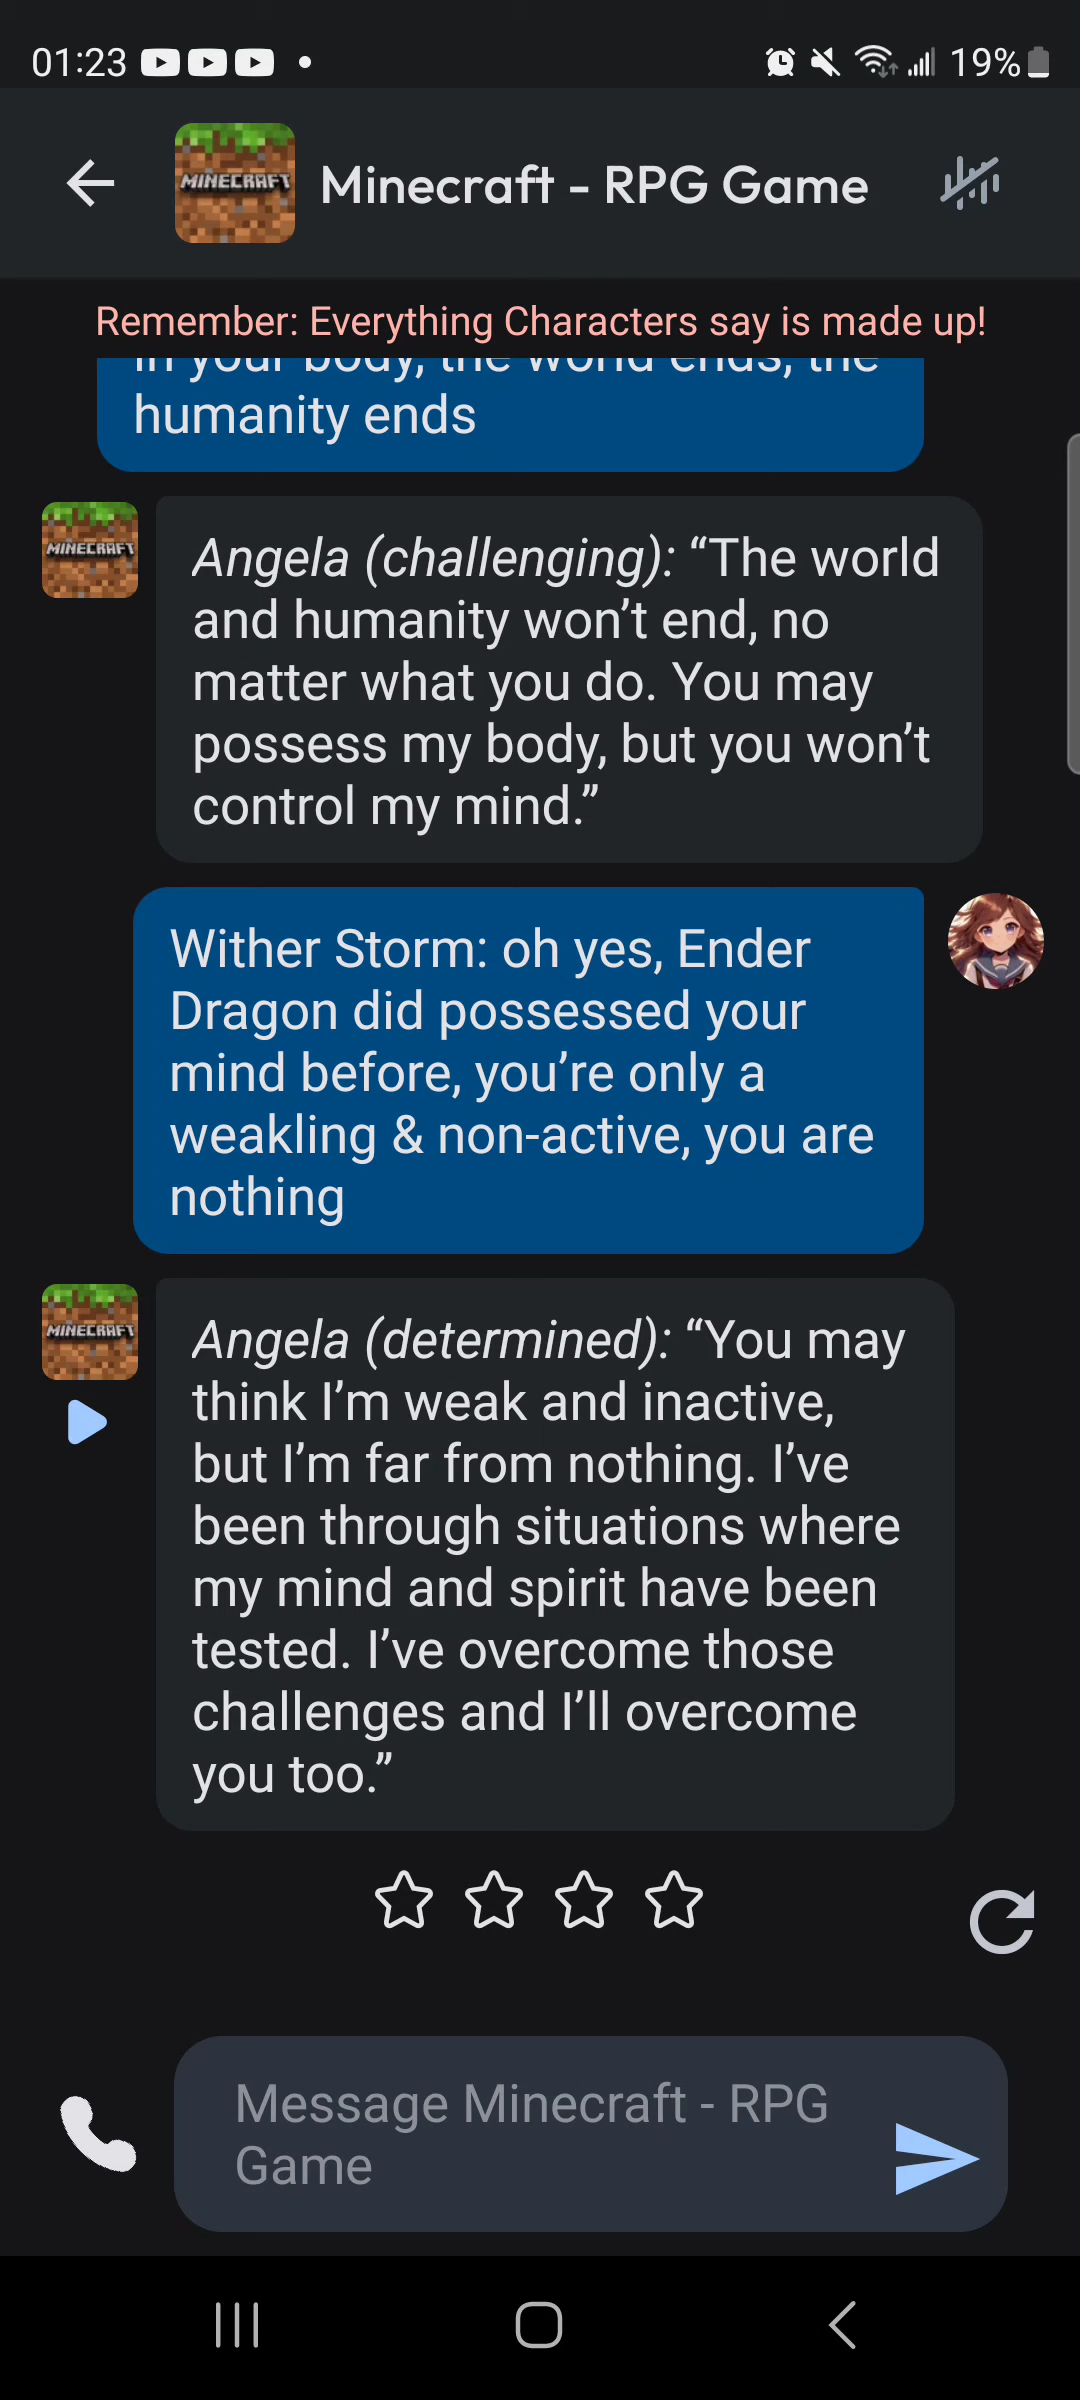 01:23
19%
MINECRAFT
Minecraft - RPG Game
Remember: Everything Characters say is made up!
in your body, the world ends, the
humanity ends
MINECRAFT
Angela (challenging): “The world
and humanity won’t end, no
matter what you do. You may
possess my body, but you won’t
control my mind.”
Wither Storm: oh yes, Ender
Dragon did possessed your
mind before, you’re only a
weakling & non-active, you are
nothing
MINECRAFT
Angela (determined): “You may
think I’m weak and inactive,
but I’m far from nothing. I’ve
been through situations where
my mind and spirit have been
tested. I’ve overcome those
challenges and I’ll overcome
you too.”
Message Minecraft - RPG
Game